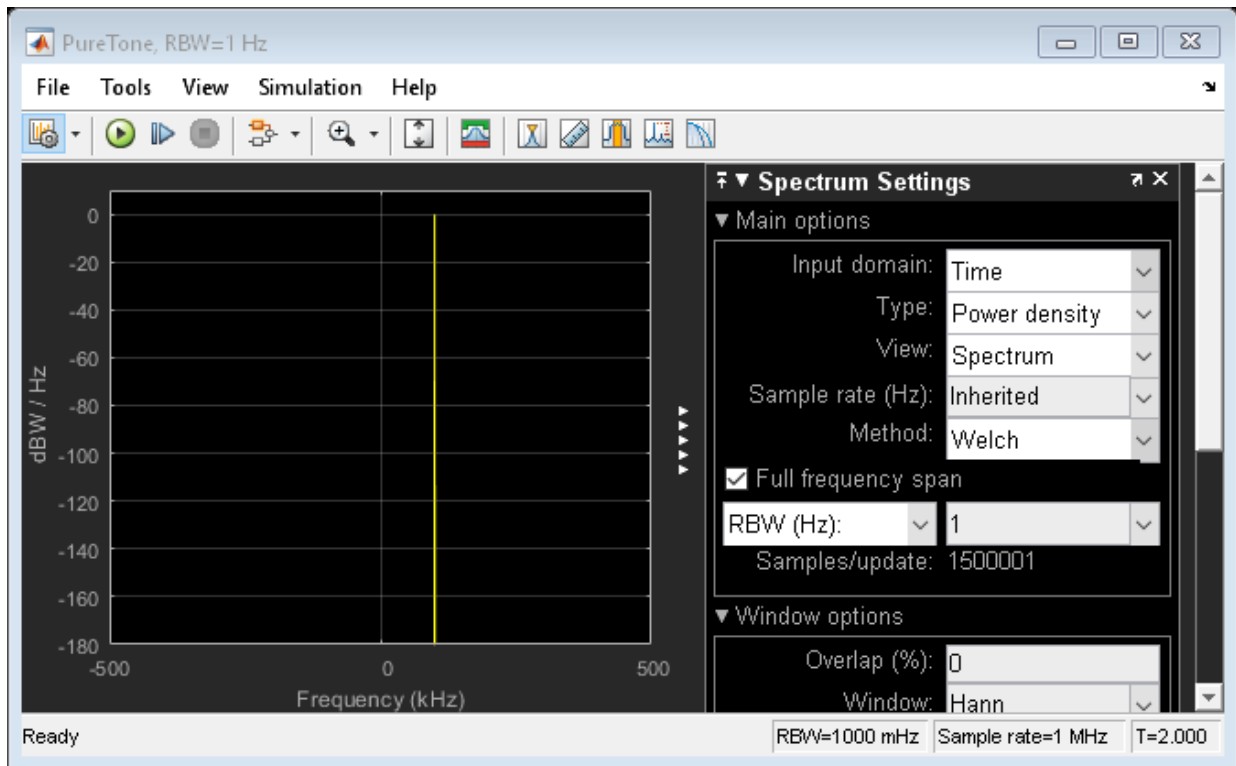 PureTone, RBW=1 Hz
File Tools View Simulation Help
Spectrum Settings
Main options
Input domain: Time
Type: Power density
View: Spectrum
Sample rate (Hz): Inherited
Method: Welch
Full frequency span
RBW (Hz): 1
Samples/update: 1500001
Window options
Overlap (%): 0
Window: Hann
dBW / Hz
0
-20
-40
-60
-80
-100
-120
-140
-160
-180
-500 0 500
Frequency (kHz)
Ready RBW=1000 mHz Sample rate=1 MHz T=2.000